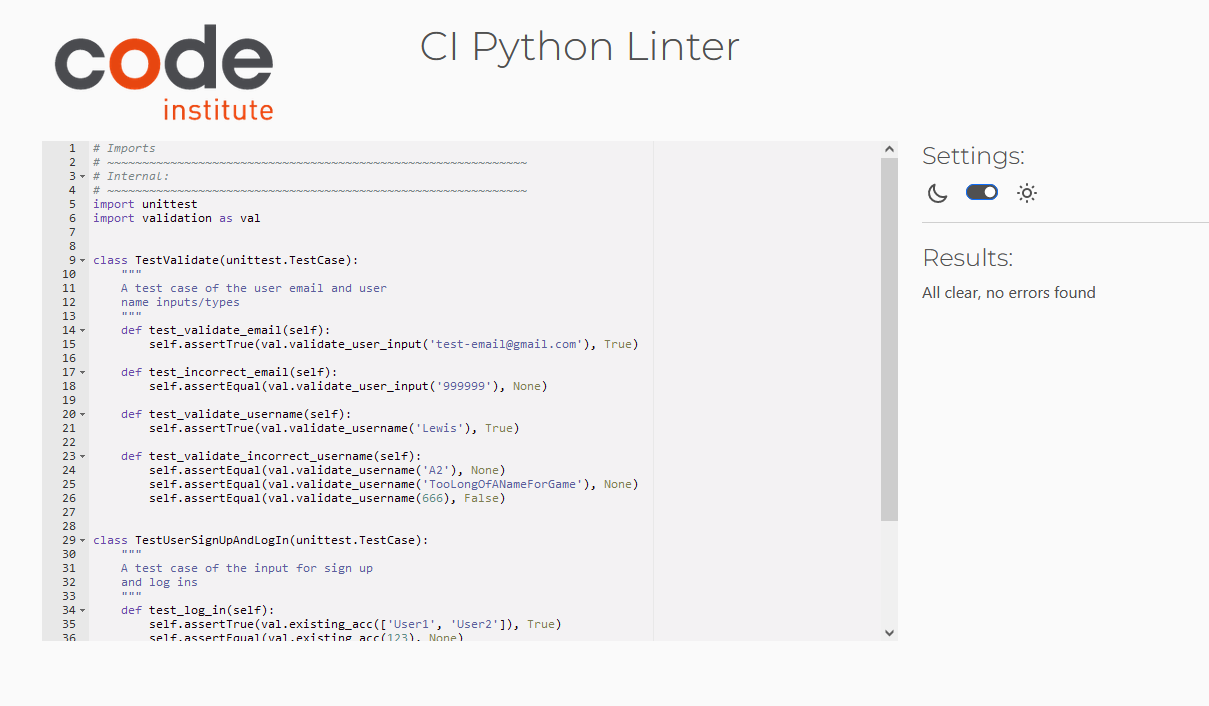 code
institute
CI Python Linter
1 # Imports
2 # ~~~~~~~~~~~~~~~~~~~~~~~~~~~~~~~~~~~~~~~~~~~~~~~~~~~~~~~~~~~~
3 # Internal:
4 # ~~~~~~~~~~~~~~~~~~~~~~~~~~~~~~~~~~~~~~~~~~~~~~~~~~~~~~~~~~~~
5 import unittest
6 import validation as val
7
8
9 class TestValidate(unittest.TestCase):
10     """
11     A test case of the user email and user
12     name inputs/types
13     """
14     def test_validate_email(self):
15         self.assertTrue(val.validate_user_input('test-email@gmail.com'), True)
16
17     def test_incorrect_email(self):
18         self.assertEqual(val.validate_user_input('999999'), None)
19
20     def test_validate_username(self):
21         self.assertTrue(val.validate_username('Lewis'), True)
22
23     def test_validate_incorrect_username(self):
24         self.assertEqual(val.validate_username('A2'), None)
25         self.assertEqual(val.validate_username('TooLongOfANameForGame'), None)
26         self.assertEqual(val.validate_username(666), False)
27
28
29 class TestUserSignUpAndLogIn(unittest.TestCase):
30     """
31     A test case of the input for sign up
32     and log ins
33     """
34     def test_log_in(self):
35         self.assertTrue(val.existing_acc(['User1', 'User2']), True)
36         self.assertEqual(val.existing_acc(123), None)
Settings:
Results:
All clear, no errors found